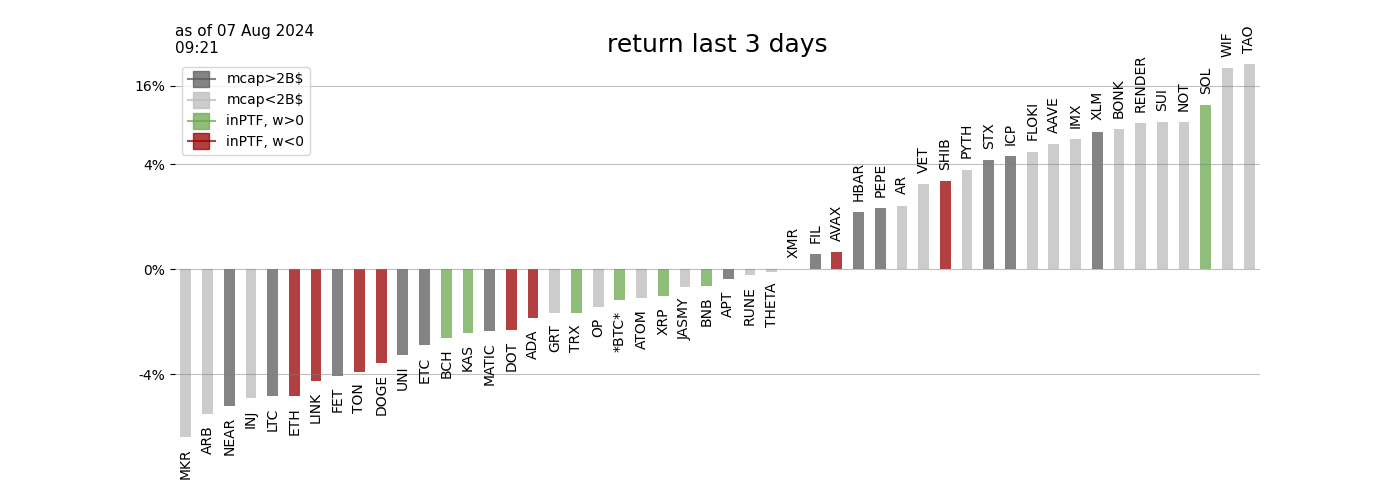 as of 07 Aug 2024
09:21
return last 3 days
mcap>2B$
mcap<2B$
inPTF, w>0
inPTF, w<0
16%
4%
0%
-4%
MKR
ARB
NEAR
INJ
LTC
ETH
LINK
FET
TON
DOGE
UNI
ETC
BCH
KAS
MATIC
DOT
ADA
GRT
TRX
OP
*BTC*
ATOM
XRP
JASMY
BNB
APT
RUNE
THETA
XMR
FIL
AVAX
HBAR
PEPE
AR
VET
SHIB
PYTH
STX
ICP
FLOKI
AAVE
IMX
XLM
BONK
RENDER
SUI
NOT
SOL
WIF
TAO